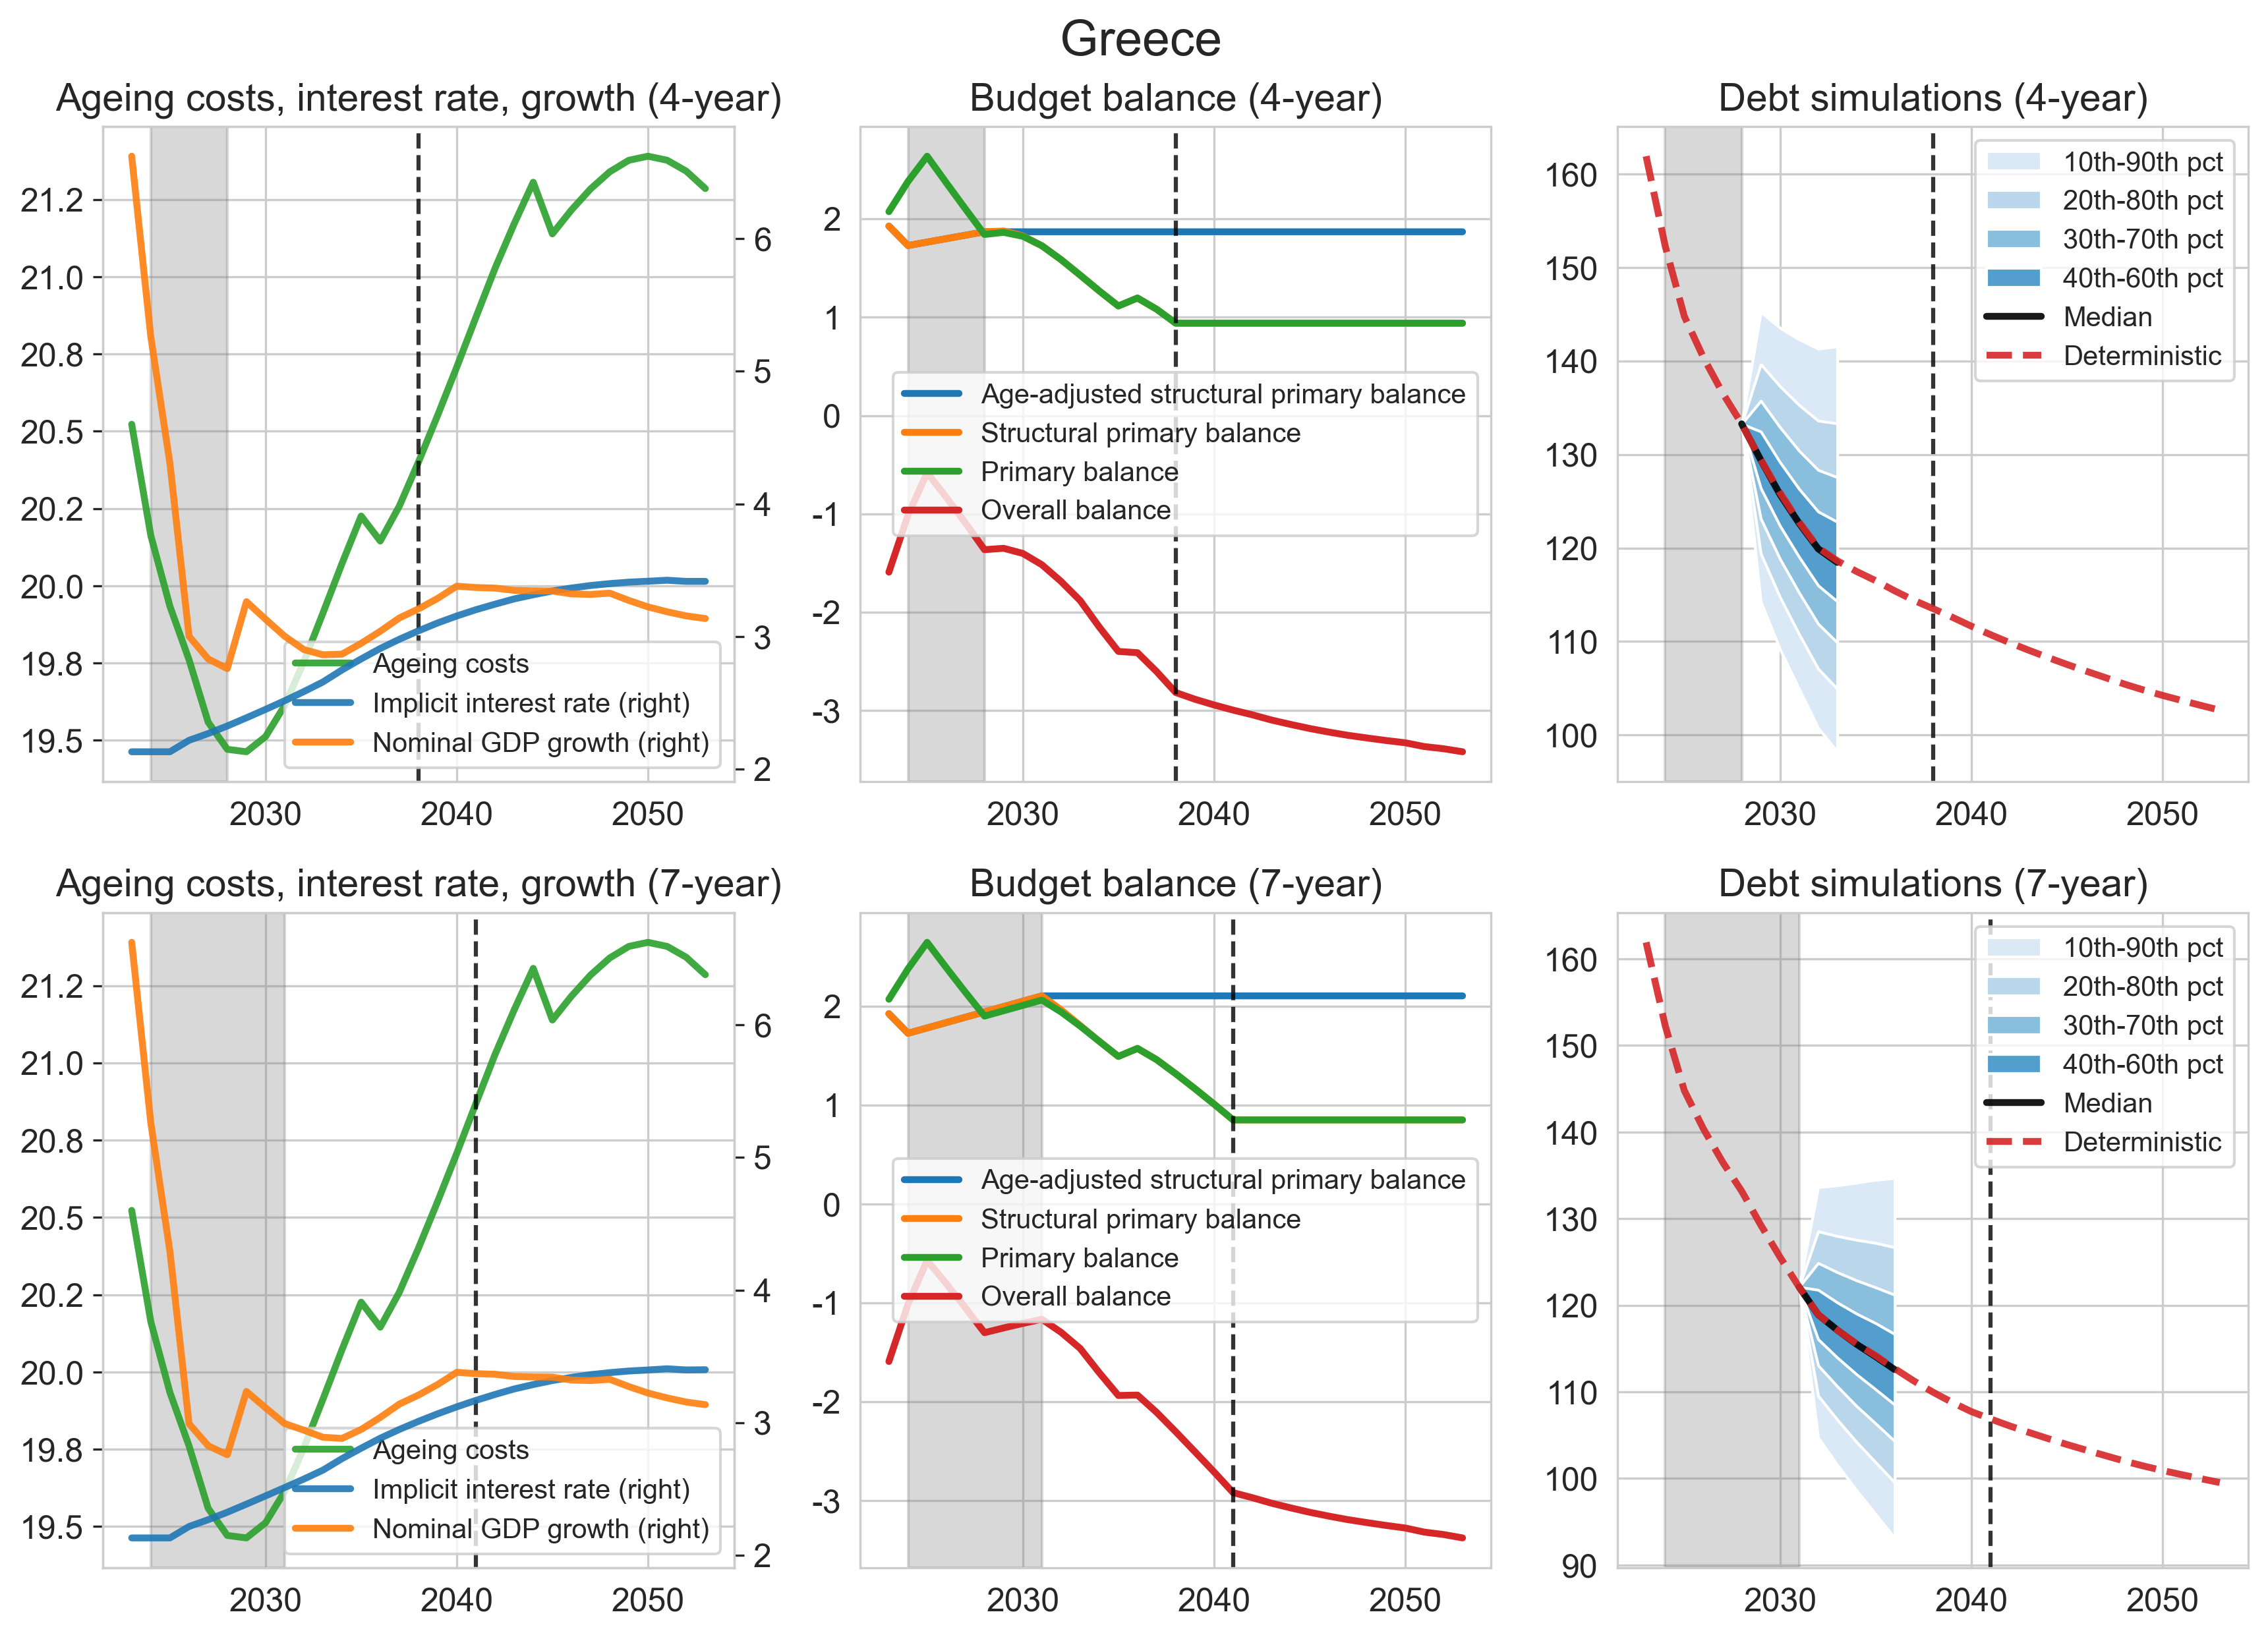 Greece
Ageing costs, interest rate, growth (4-year)
21.2
21.0
20.8
20.5
20.2
20.0
19.8
19.5
6
5
4
3
2
2030
2040
2050
Ageing costs
Implicit interest rate (right)
Nominal GDP growth (right)
Budget balance (4-year)
2
1
0
-1
-2
-3
2030
2040
2050
Age-adjusted structural primary balance
Structural primary balance
Primary balance
Overall balance
Debt simulations (4-year)
160
150
140
130
120
110
100
2030
2040
2050
10th-90th pct
20th-80th pct
30th-70th pct
40th-60th pct
Median
Deterministic
Ageing costs, interest rate, growth (7-year)
21.2
21.0
20.8
20.5
20.2
20.0
19.8
19.5
6
5
4
3
2
2030
2040
2050
Ageing costs
Implicit interest rate (right)
Nominal GDP growth (right)
Budget balance (7-year)
2
1
0
-1
-2
-3
2030
2040
2050
Age-adjusted structural primary balance
Structural primary balance
Primary balance
Overall balance
Debt simulations (7-year)
160
150
140
130
120
110
100
90
2030
2040
2050
10th-90th pct
20th-80th pct
30th-70th pct
40th-60th pct
Median
Deterministic